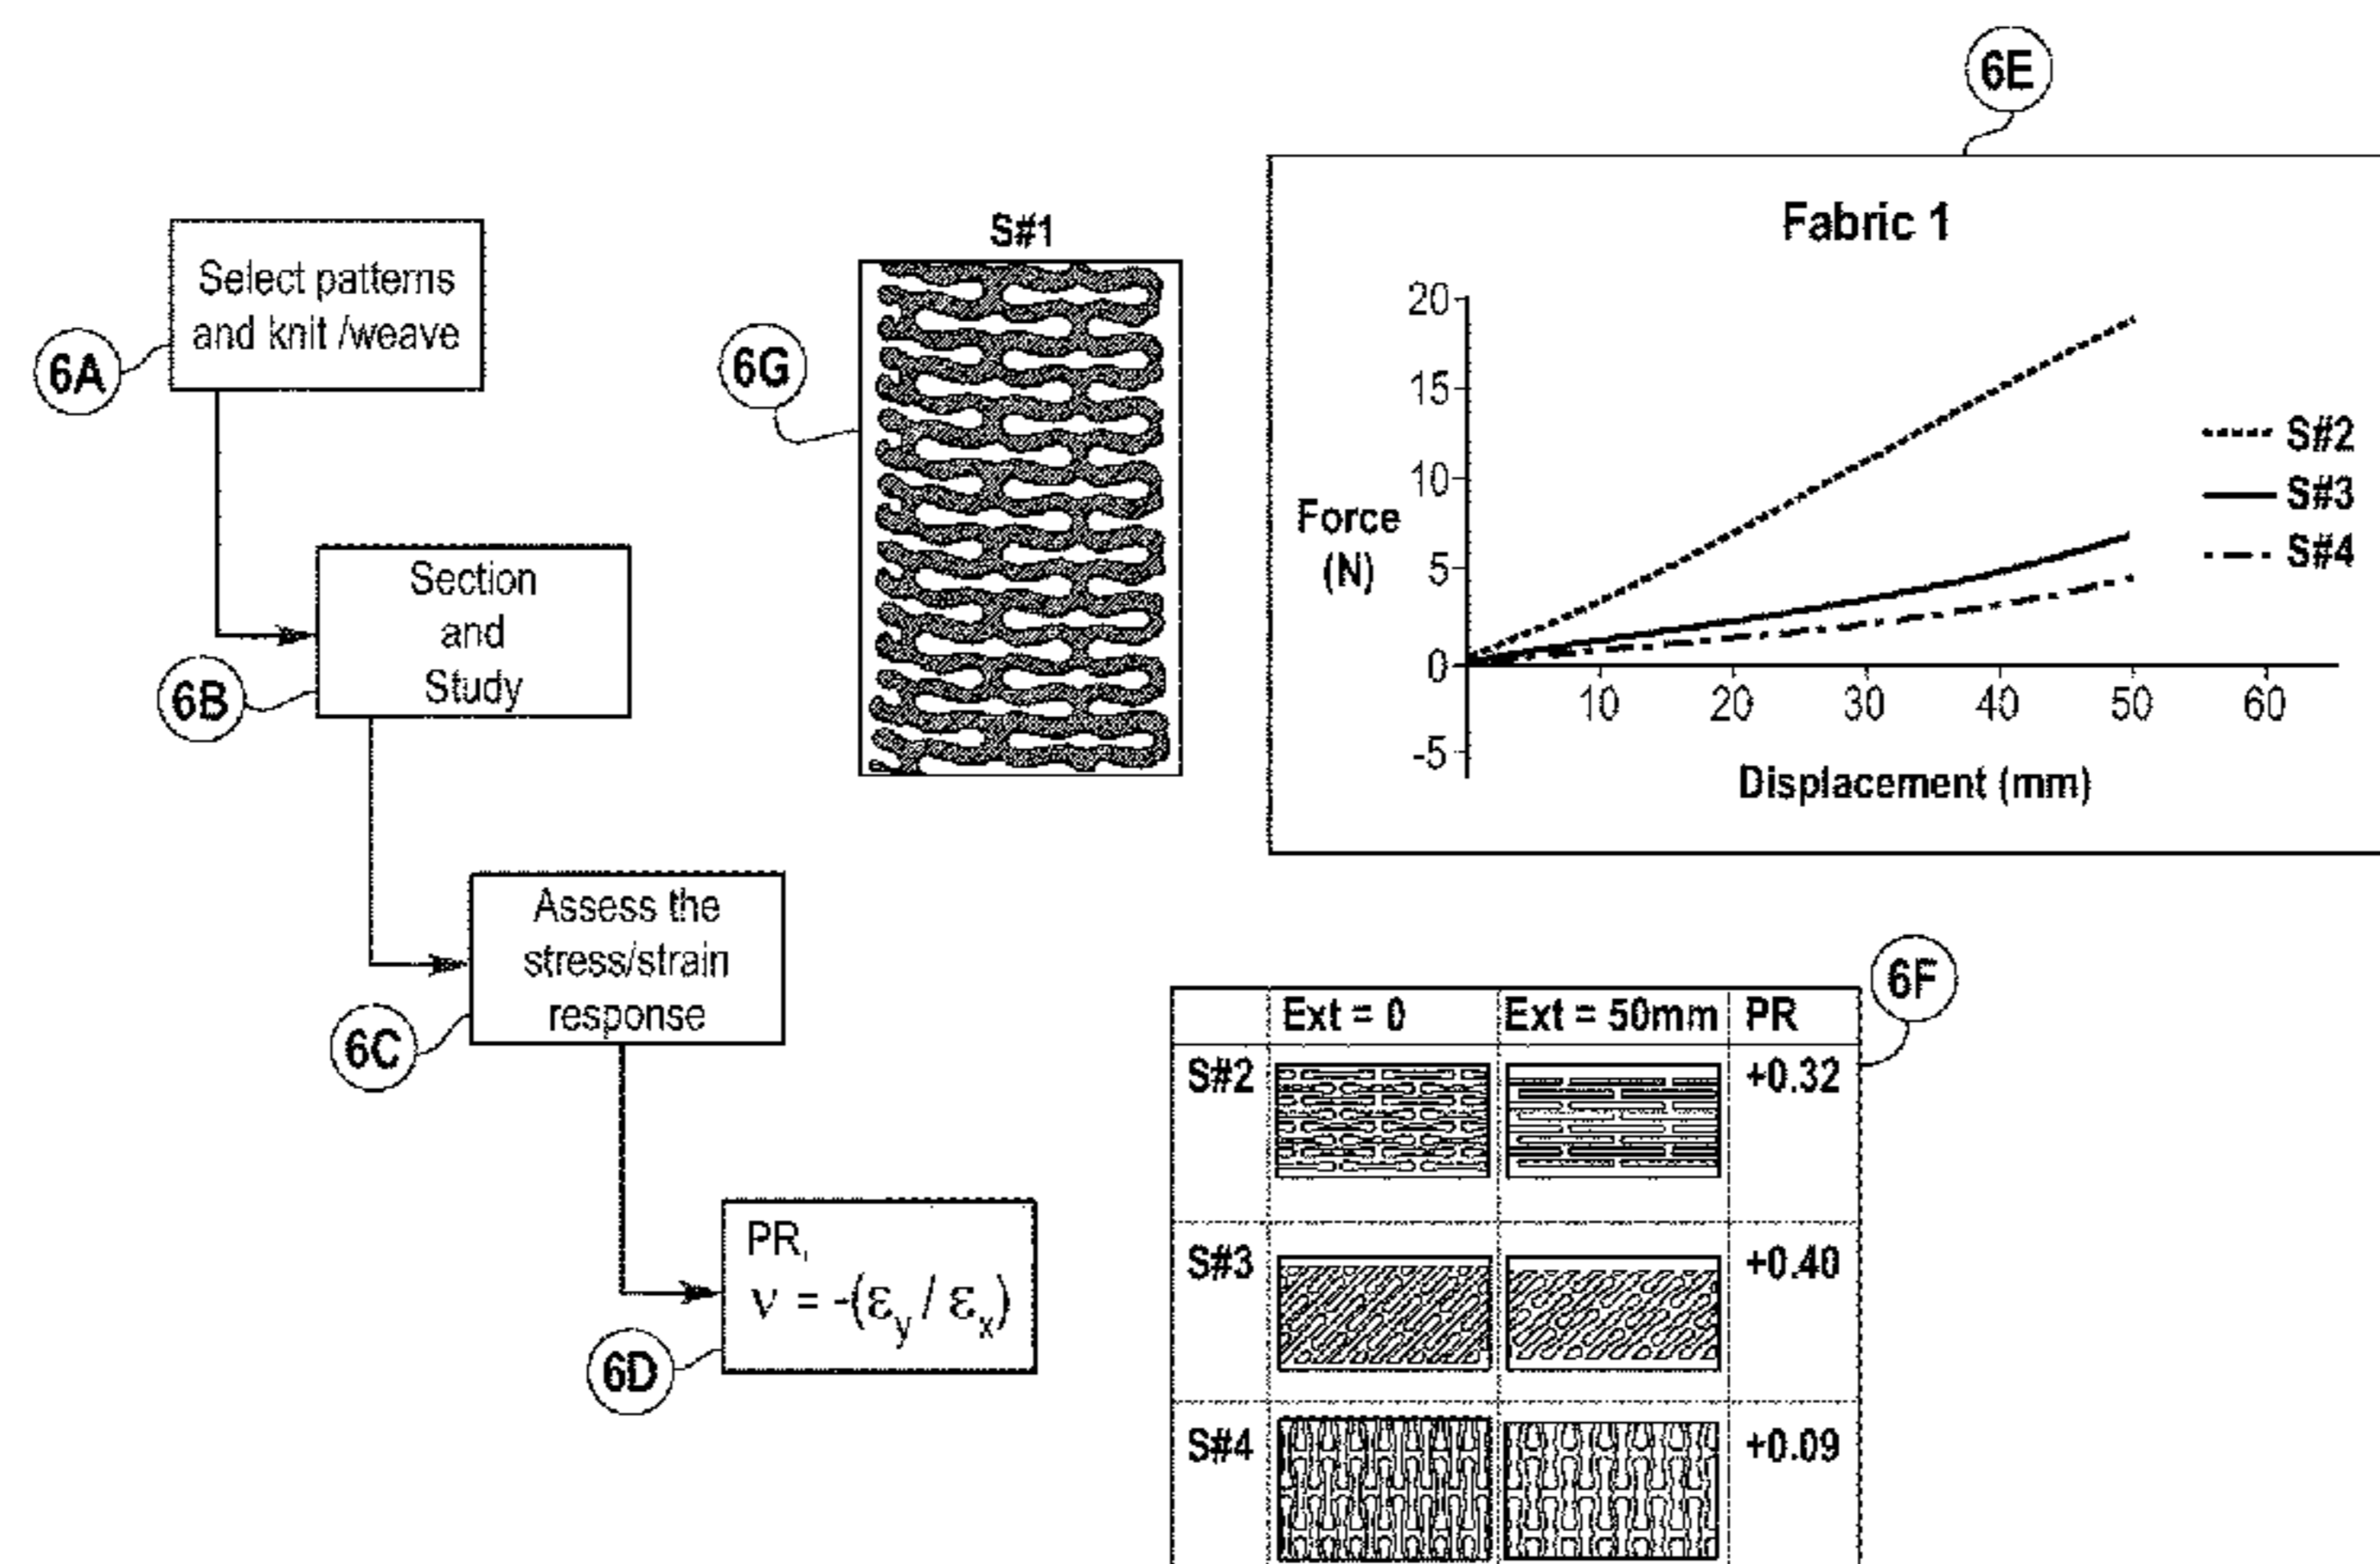 6A
Select patterns
and knit /weave
6B
Section
and
Study
6C
Assess the
stress/strain
response
6D
PR,
ν = -(εy / εx)
6G
S#1
6E
Fabric 1
Force
(N)
20
15
10
5
0
-5
10
20
30
40
50
60
Displacement (mm)
S#2
S#3
S#4
6F
Ext = 0 Ext = 50mm PR
S#2 +0.32
S#3 +0.40
S#4 +0.09